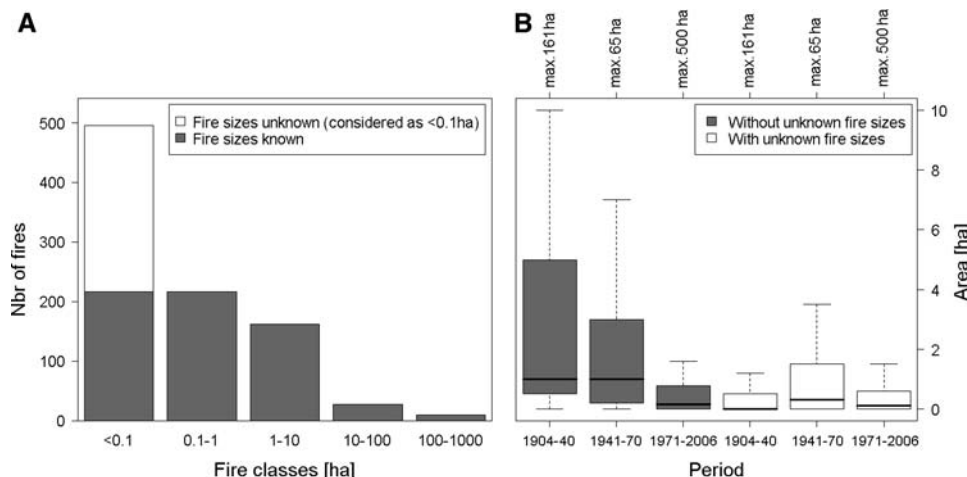 A
Fire sizes unknown (considered as <0.1ha)
Fire sizes known
500
400
300
200
100
0
Nbr of fires
<0.1 0.1-1 1-10 10-100 100-1000
Fire classes [ha]
B
max.161ha max.65ha max.500ha max.161ha max.65ha max.500ha
Without unknown fire sizes
With unknown fire sizes
10
8
6
4
2
0
Area [ha]
1904-40 1941-70 1971-2006 1904-40 1941-70 1971-2006
Period